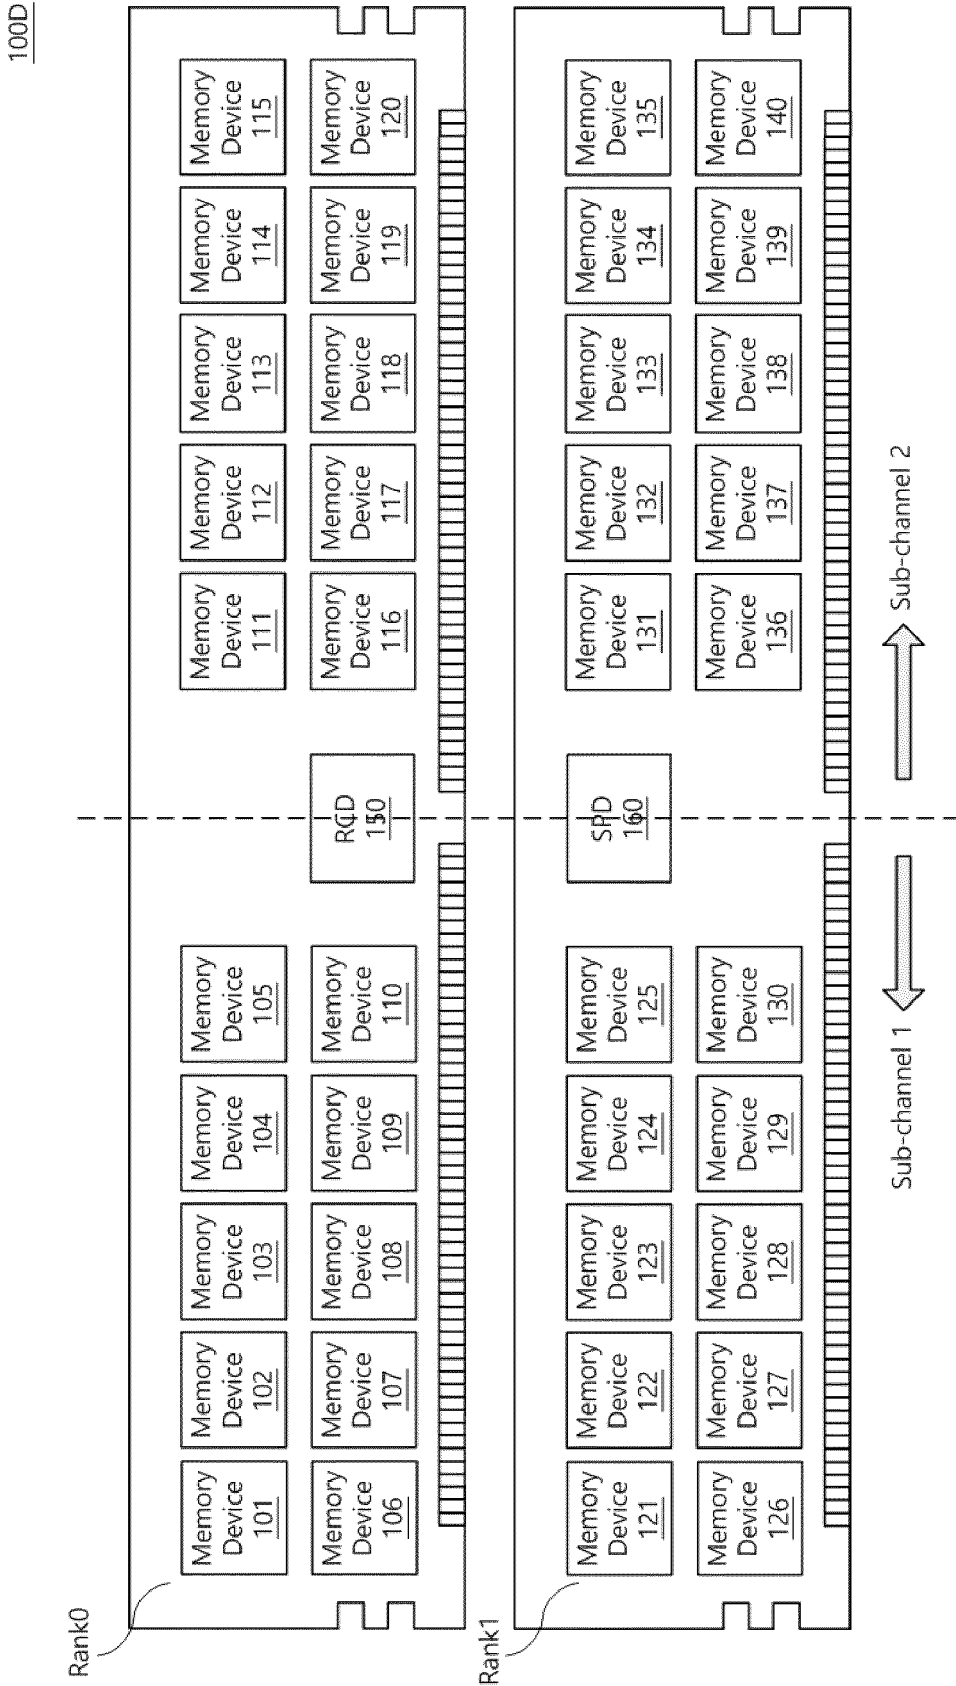 100D
Rank0
Memory
Device
101
Memory
Device
102
Memory
Device
103
Memory
Device
104
Memory
Device
105
Memory
Device
111
Memory
Device
112
Memory
Device
113
Memory
Device
114
Memory
Device
115
Memory
Device
106
Memory
Device
107
Memory
Device
108
Memory
Device
109
Memory
Device
110
RCD
150
Memory
Device
116
Memory
Device
117
Memory
Device
118
Memory
Device
119
Memory
Device
120
Rank1
Memory
Device
121
Memory
Device
122
Memory
Device
123
Memory
Device
124
Memory
Device
125
SPD
160
Memory
Device
131
Memory
Device
132
Memory
Device
133
Memory
Device
134
Memory
Device
135
Memory
Device
126
Memory
Device
127
Memory
Device
128
Memory
Device
129
Memory
Device
130
Memory
Device
136
Memory
Device
137
Memory
Device
138
Memory
Device
139
Memory
Device
140
Sub-channel 1
Sub-channel 2